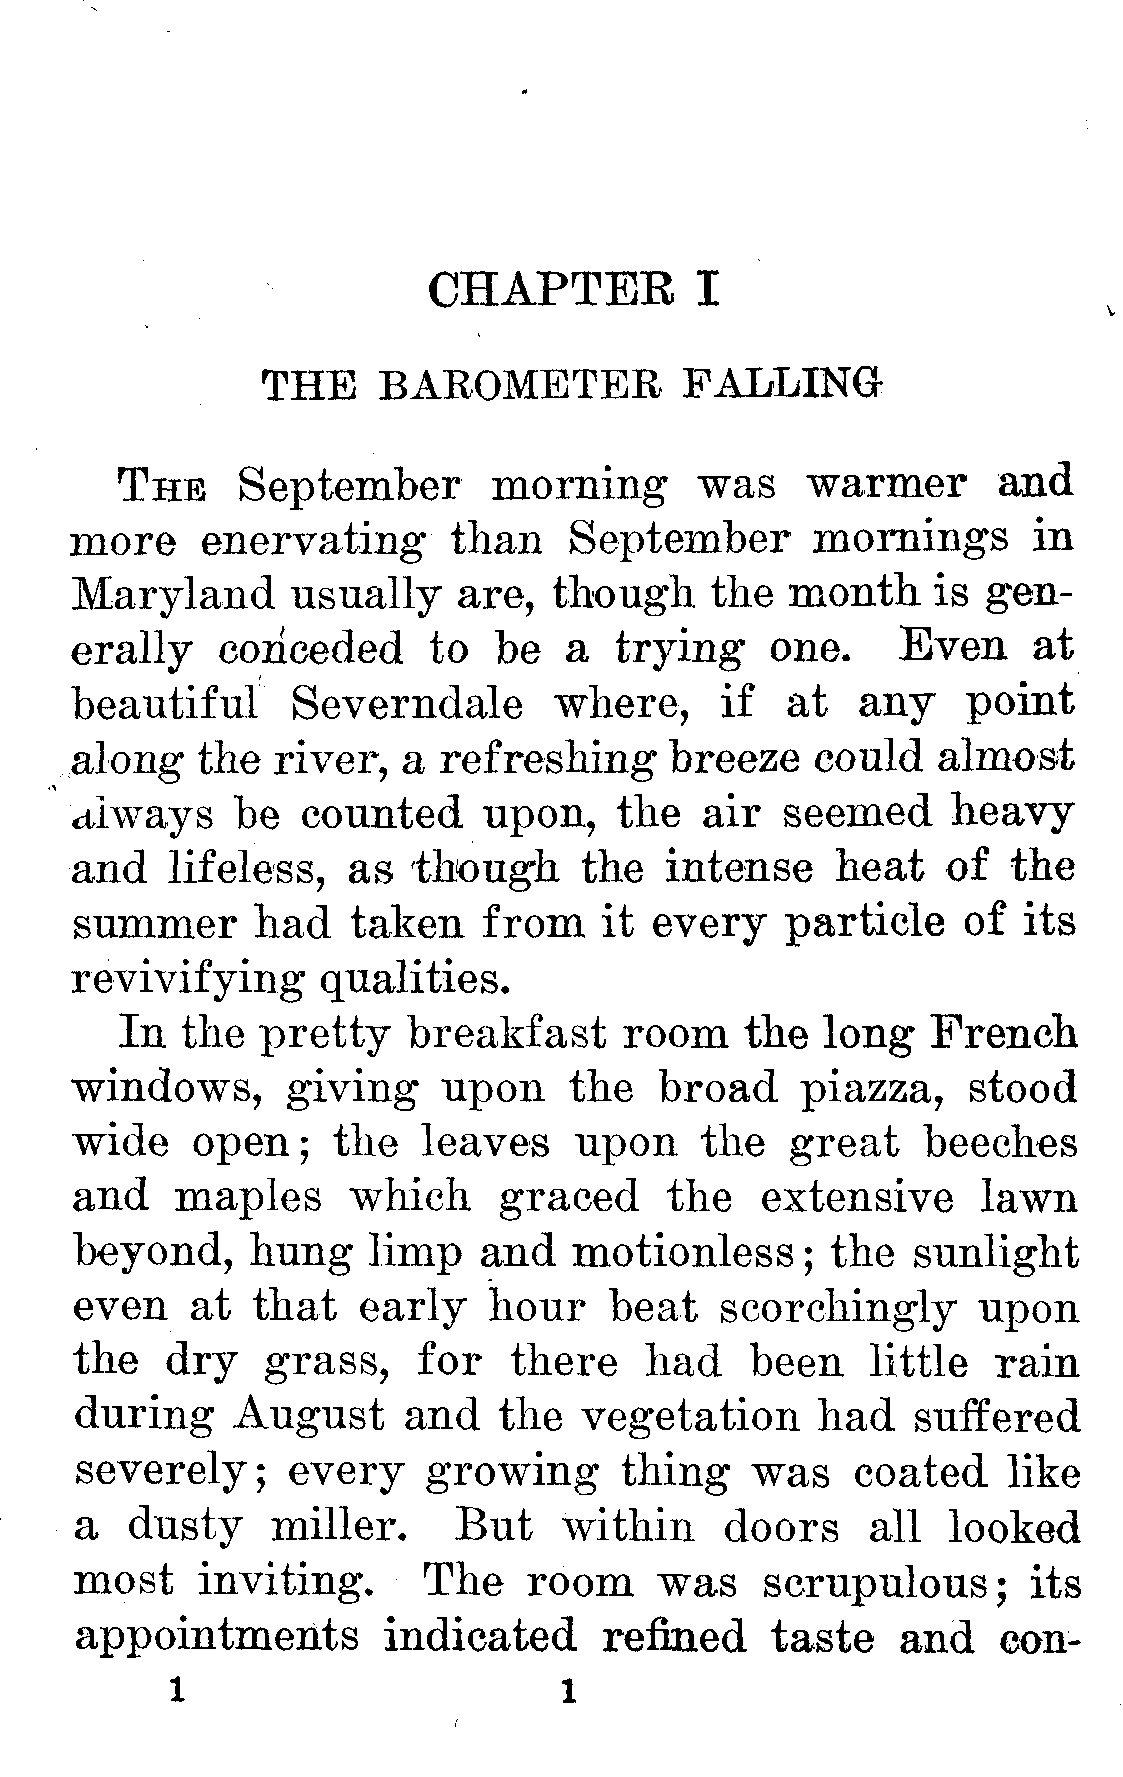 CHAPTER I
THE BAROMETER FALLING
THE September morning was warmer and
more enervating than September mornings in
Maryland usually are, though the month is gen-
erally conceded to be a trying one. Even at
beautiful Severndale where, if at any point
along the river, a refreshing breeze could almost
always be counted upon, the air seemed heavy
and lifeless, as though the intense heat of the
summer had taken from it every particle of its
revivifying qualities.
In the pretty breakfast room the long French
windows, giving upon the broad piazza, stood
wide open; the leaves upon the great beeches
and maples which graced the extensive lawn
beyond, hung limp and motionless; the sunlight
even at that early hour beat scorchingly upon
the dry grass, for there had been little rain
during August and the vegetation had suffered
severely; every growing thing was coated like
a dusty miller. But within doors all looked
most inviting. The room was scrupulous; its
appointments indicated refined taste and con-
1 1